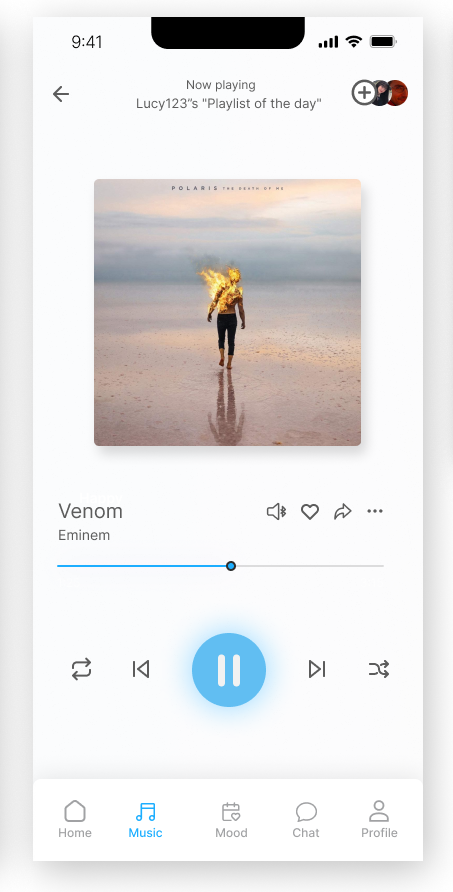 9:41
Now playing
Lucy123”s "Playlist of the day"
POLARIS THE DEATH OF ME
Venom
Eminem
Home
Music
Mood
Chat
Profile